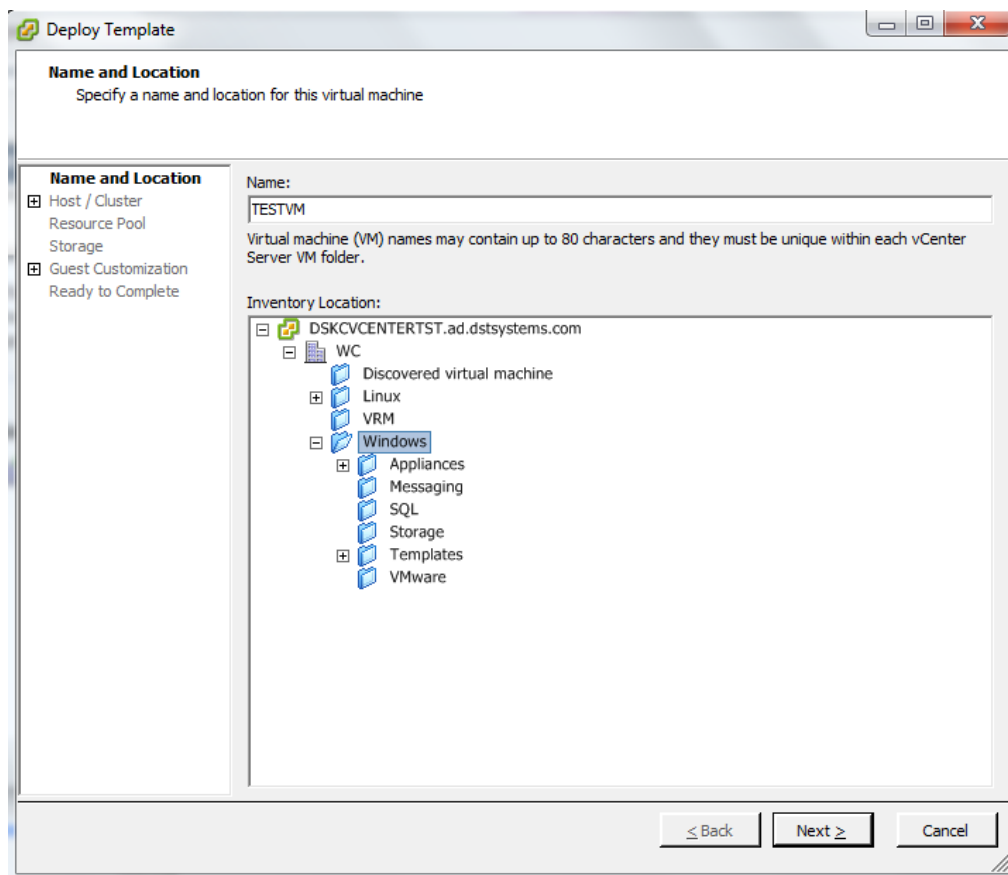 Deploy Template
Name and Location
Specify a name and location for this virtual machine
Name and Location
Host / Cluster
Resource Pool
Storage
Guest Customization
Ready to Complete
Name:
TESTVM
Virtual machine (VM) names may contain up to 80 characters and they must be unique within each vCenter
Server VM folder.
Inventory Location:
DSKCVCENTERTST.ad.dstsystems.com
WC
Discovered virtual machine
Linux
VRM
Windows
Appliances
Messaging
SQL
Storage
Templates
VMware
< Back
Next >
Cancel